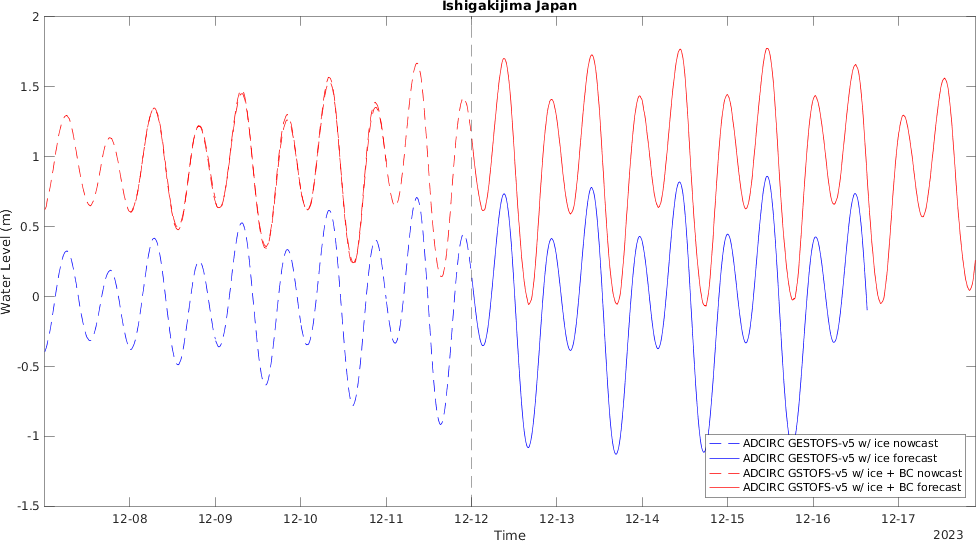 Ishigakijima Japan
Water Level (m)
2
1.5
1
0.5
0
-0.5
-1
-1.5
12-08
12-09
12-10
12-11
12-12
12-13
12-14
12-15
12-16
12-17
Time
2023
ADCIRC GESTOFS-v5 w/ ice nowcast
ADCIRC GESTOFS-v5 w/ ice forecast
ADCIRC GSTOFS-v5 w/ ice + BC nowcast
ADCIRC GSTOFS-v5 w/ ice + BC forecast